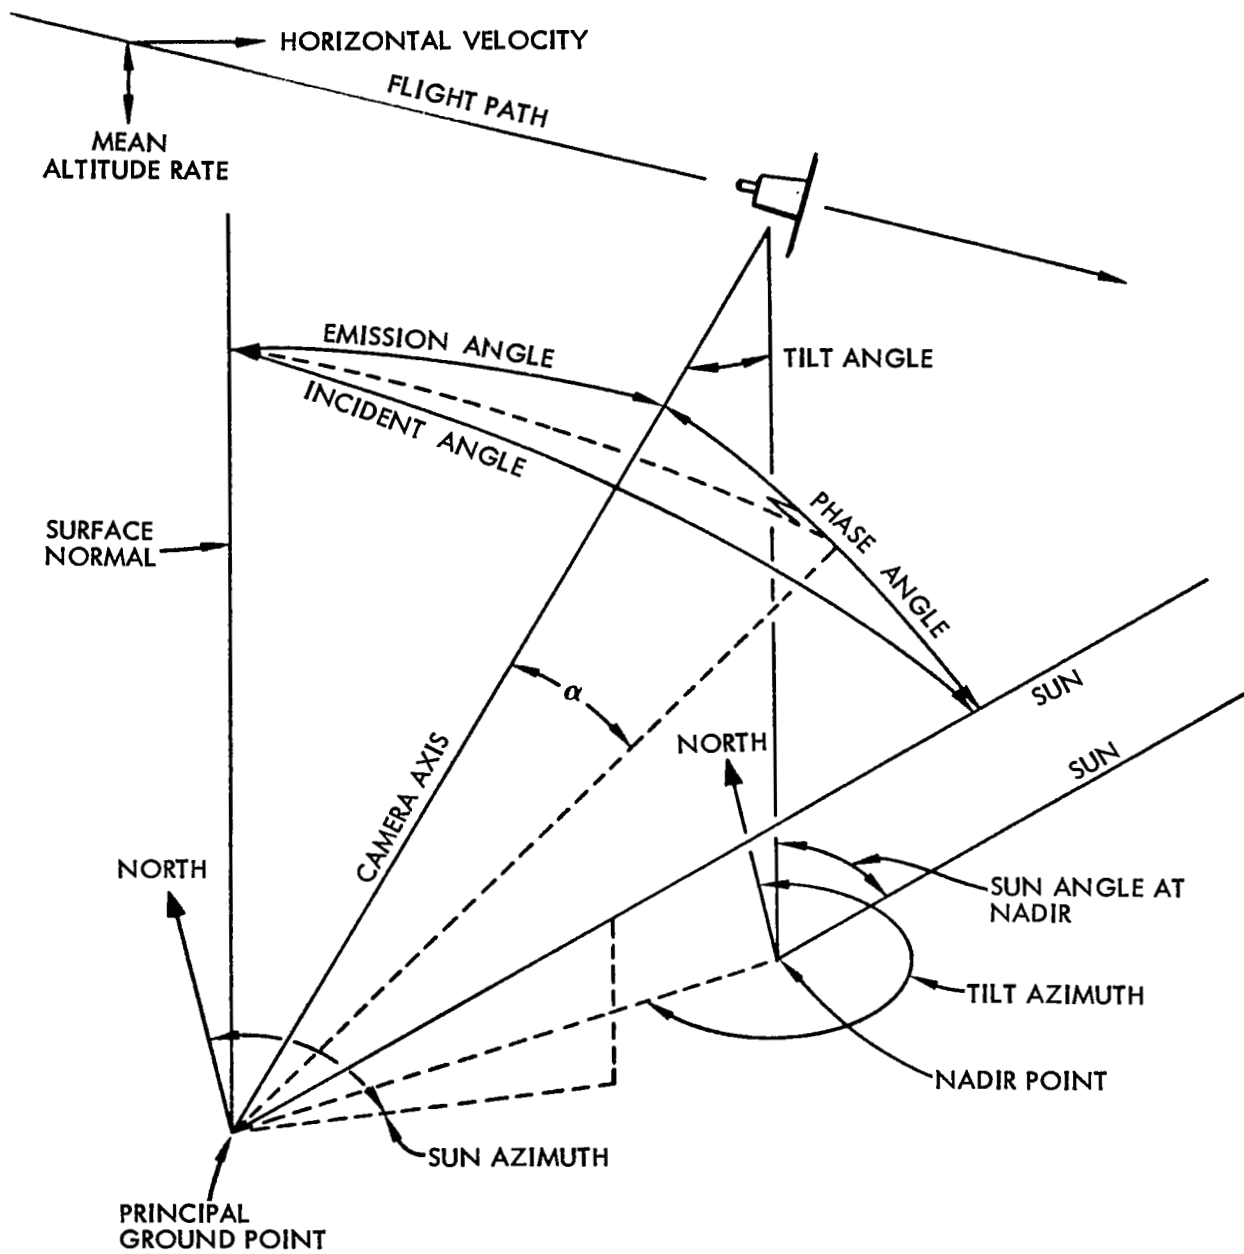 HORIZONTAL VELOCITY
FLIGHT PATH
MEAN
ALTITUDE RATE
EMISSION ANGLE
TILT ANGLE
INCIDENT ANGLE
PHASE ANGLE
SURFACE
NORMAL
SUN
α
NORTH
SUN
CAMERA AXIS
NORTH
SUN ANGLE AT
NADIR
TILT AZIMUTH
NADIR POINT
SUN AZIMUTH
PRINCIPAL
GROUND POINT